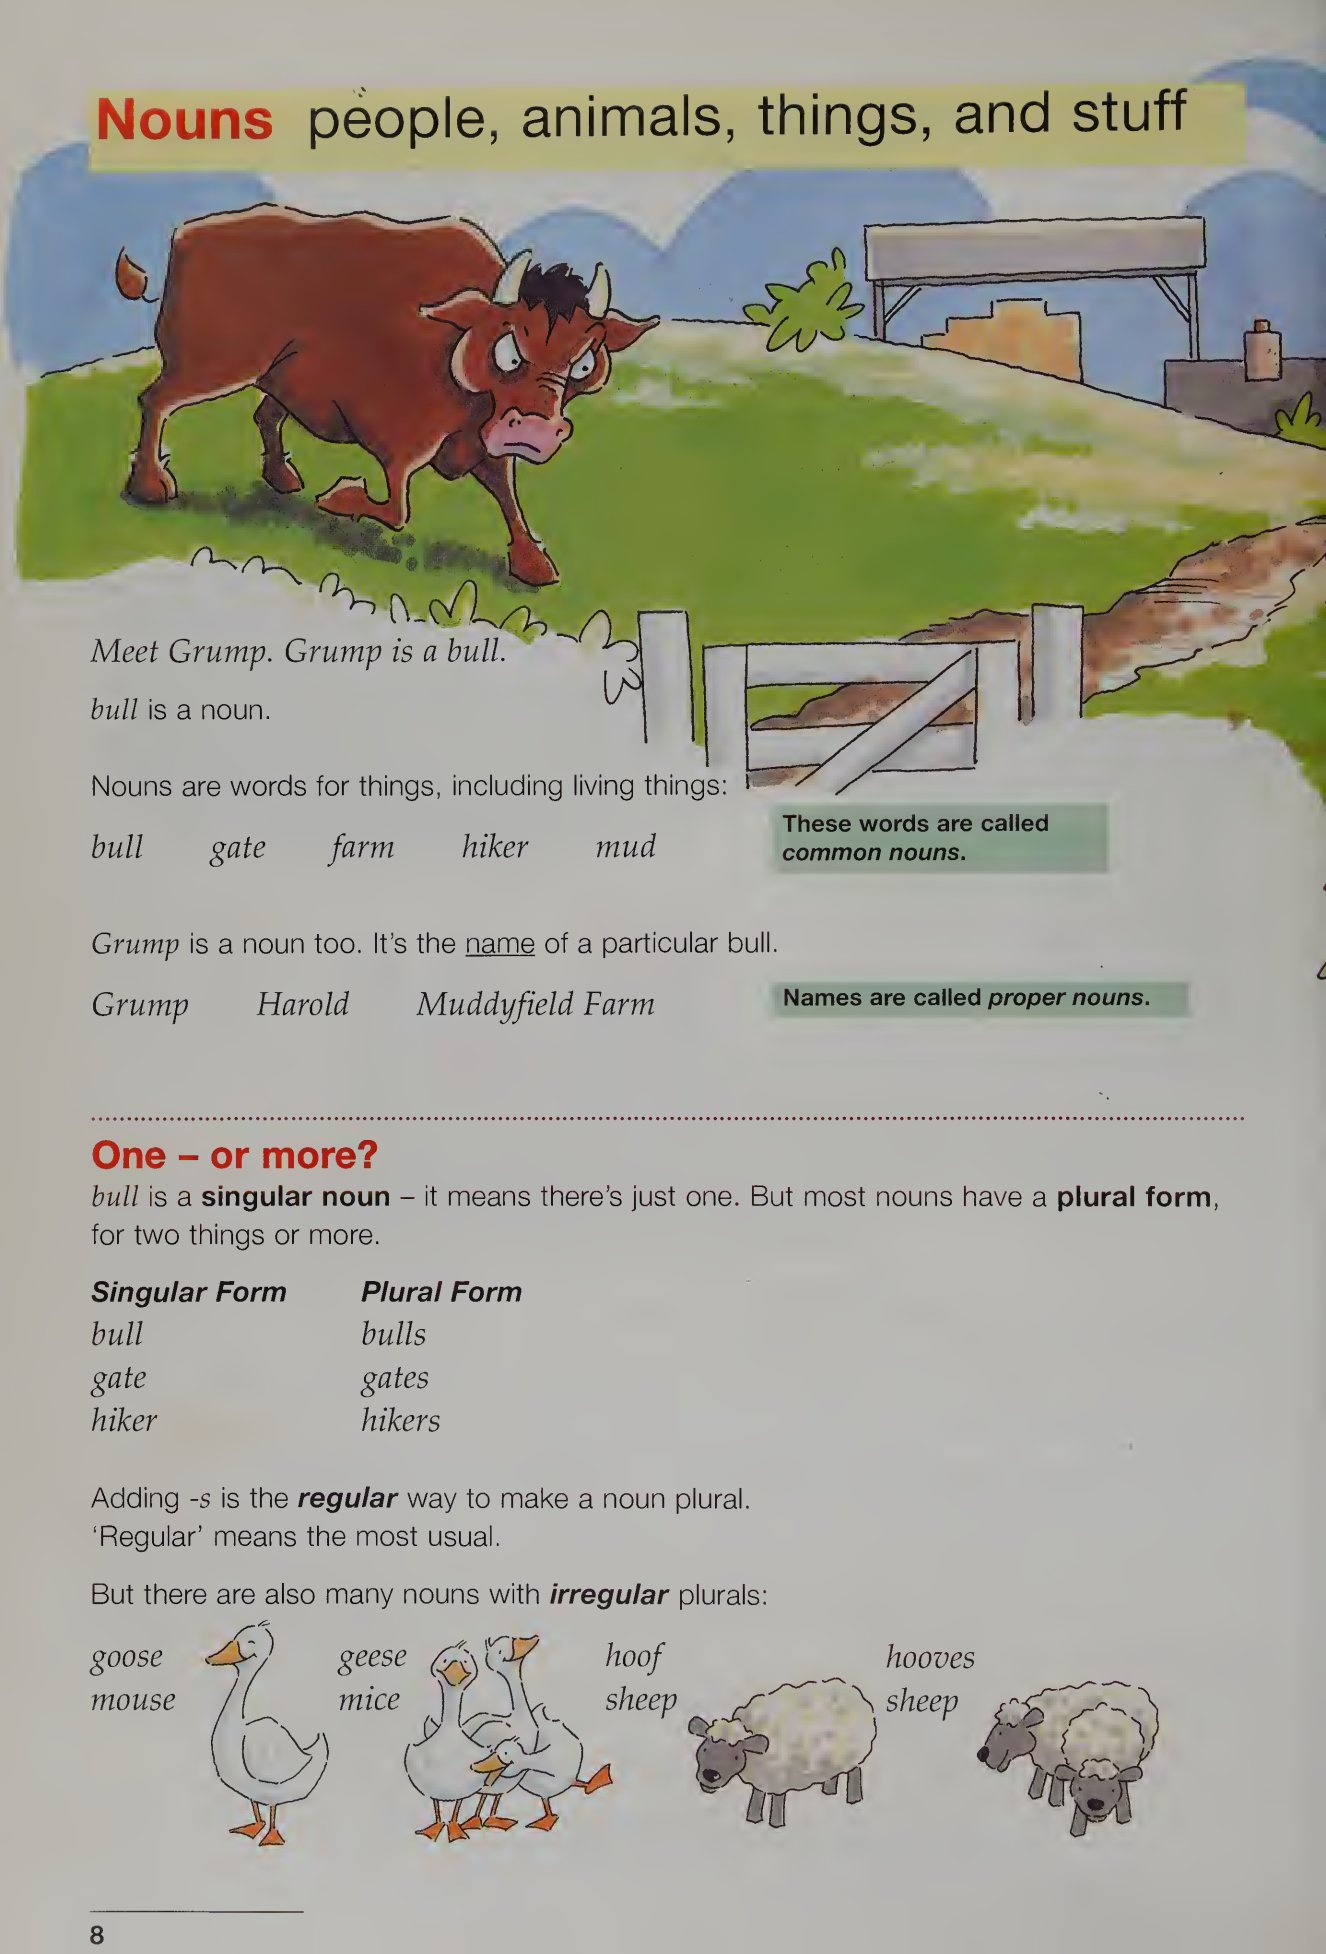 Nouns people, animals, things, and stuff
Meet Grump. Grump is a bull.
bull is a noun.
Nouns are words for things, including living things:
bull gate farm hiker mud
These words are called
common nouns.
Grump is a noun too. It's the name of a particular bull.
Grump Harold Muddyfield Farm
Names are called proper nouns.
One – or more?
bull is a singular noun – it means there's just one. But most nouns have a plural form,
for two things or more.
Singular Form Plural Form
bull bulls
gate gates
hiker hikers
Adding -s is the regular way to make a noun plural.
'Regular' means the most usual.
But there are also many nouns with irregular plurals:
goose geese hoof hooves
mouse mice sheep sheep
8